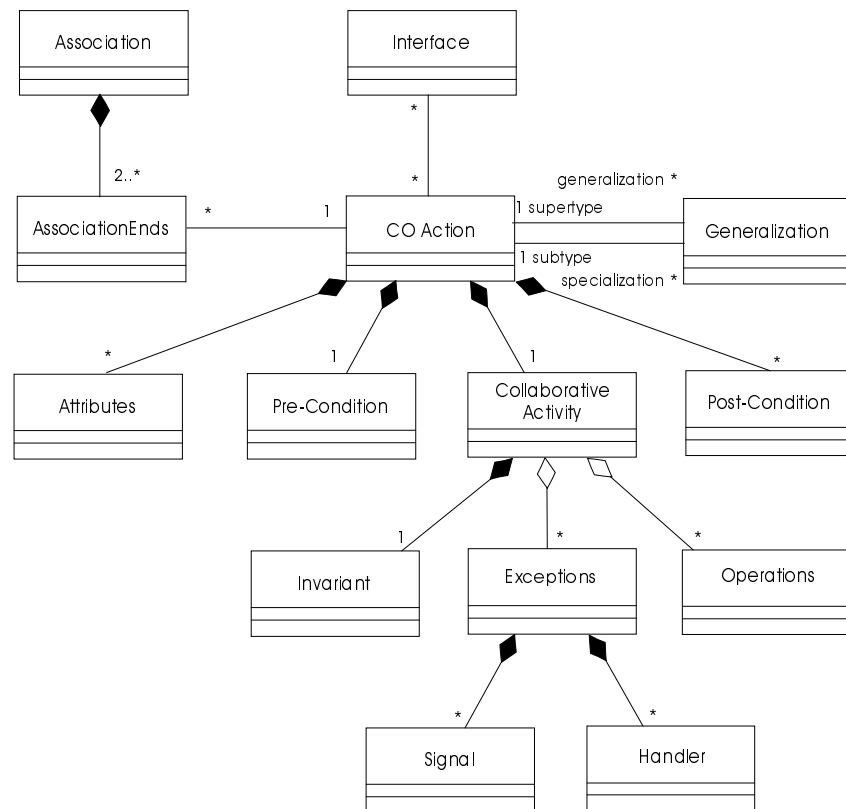 Association
Interface
*
*
2..*
generalization *
AssociationEnds
*
1
CO Action
1 supertype
Generalization
1 subtype
specialization *
*
1
1
*
Attributes
Pre-Condition
Collaborative
Activity
Post-Condition
1
*
*
Invariant
Exceptions
Operations
*
*
Signal
Handler